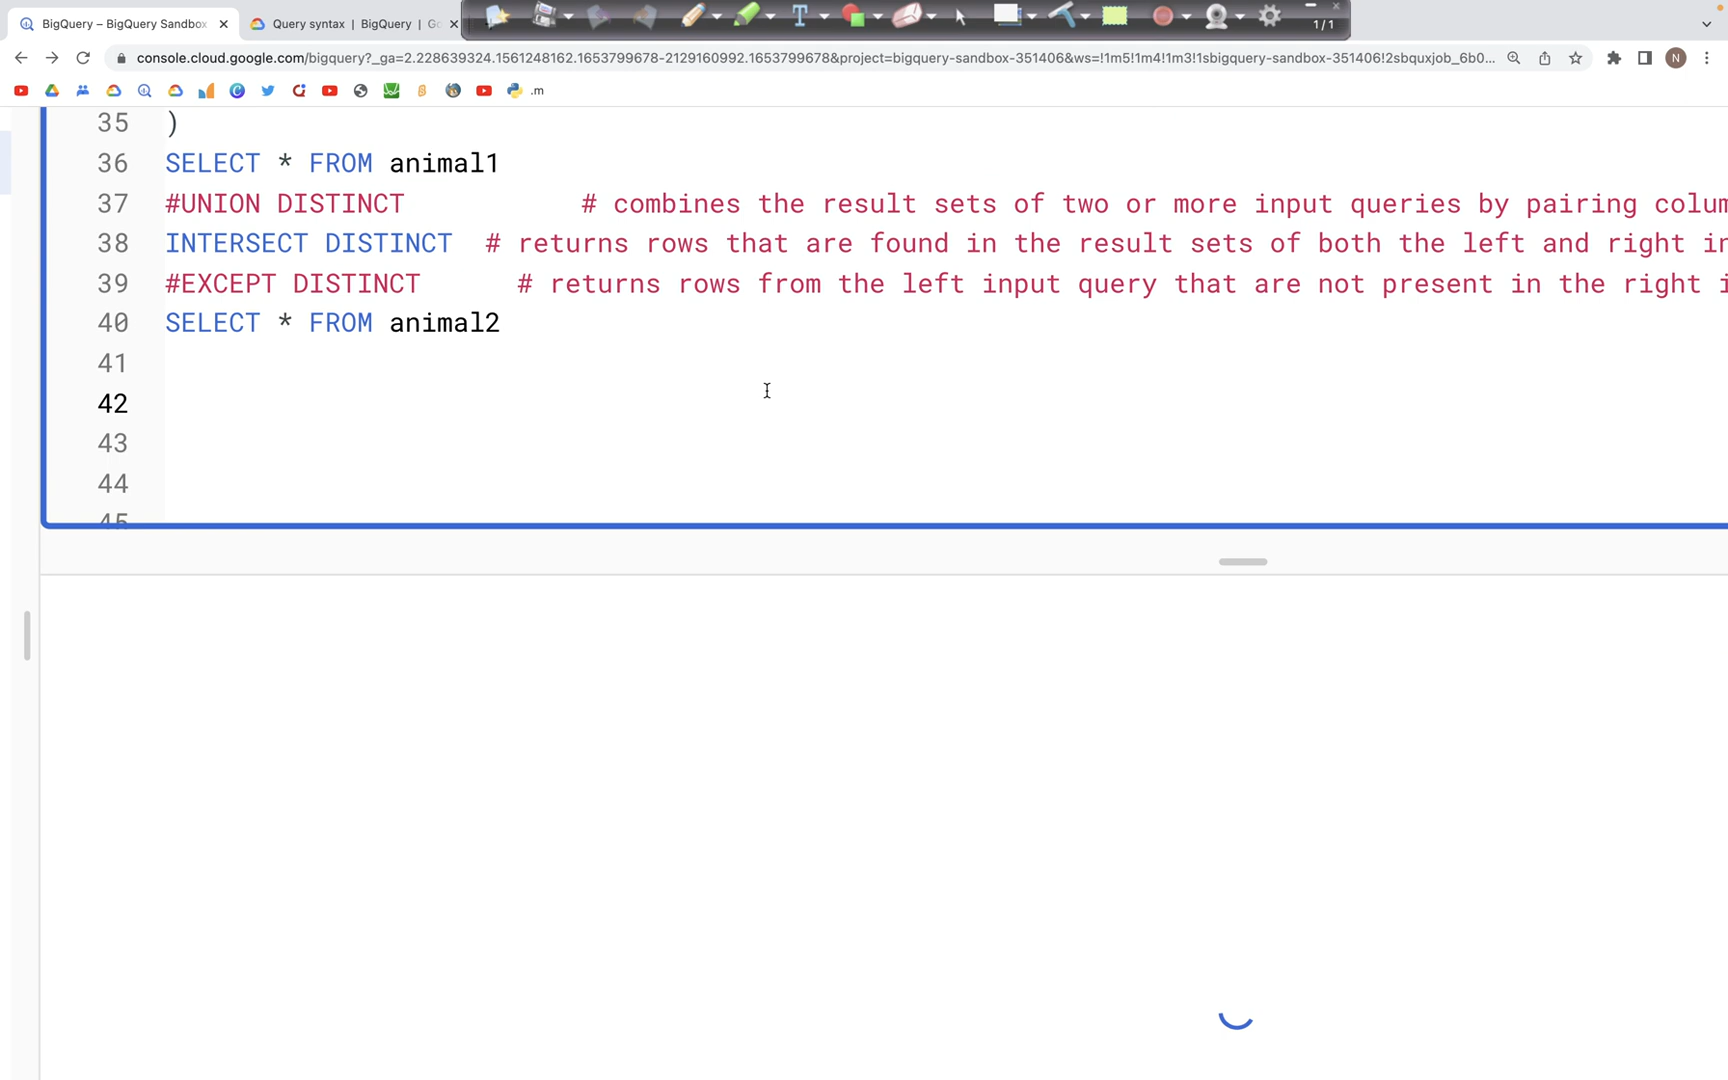 BigQuery – BigQuery Sandbox
Query syntax | BigQuery | Go
1/1
console.cloud.google.com/bigquery?_ga=2.228639324.1561248162.1653799678-2129160992.1653799678&project=bigquery-sandbox-351406&ws=!1m5!1m4!1m3!1sbigquery-sandbox-351406!2sbquxjob_6b0...
N
.m
35 )
36 SELECT * FROM animal1
37 #UNION DISTINCT # combines the result sets of two or more input queries by pairing colum
38 INTERSECT DISTINCT # returns rows that are found in the result sets of both the left and right in
39 #EXCEPT DISTINCT # returns rows from the left input query that are not present in the right i
40 SELECT * FROM animal2
41
42
43
44
45